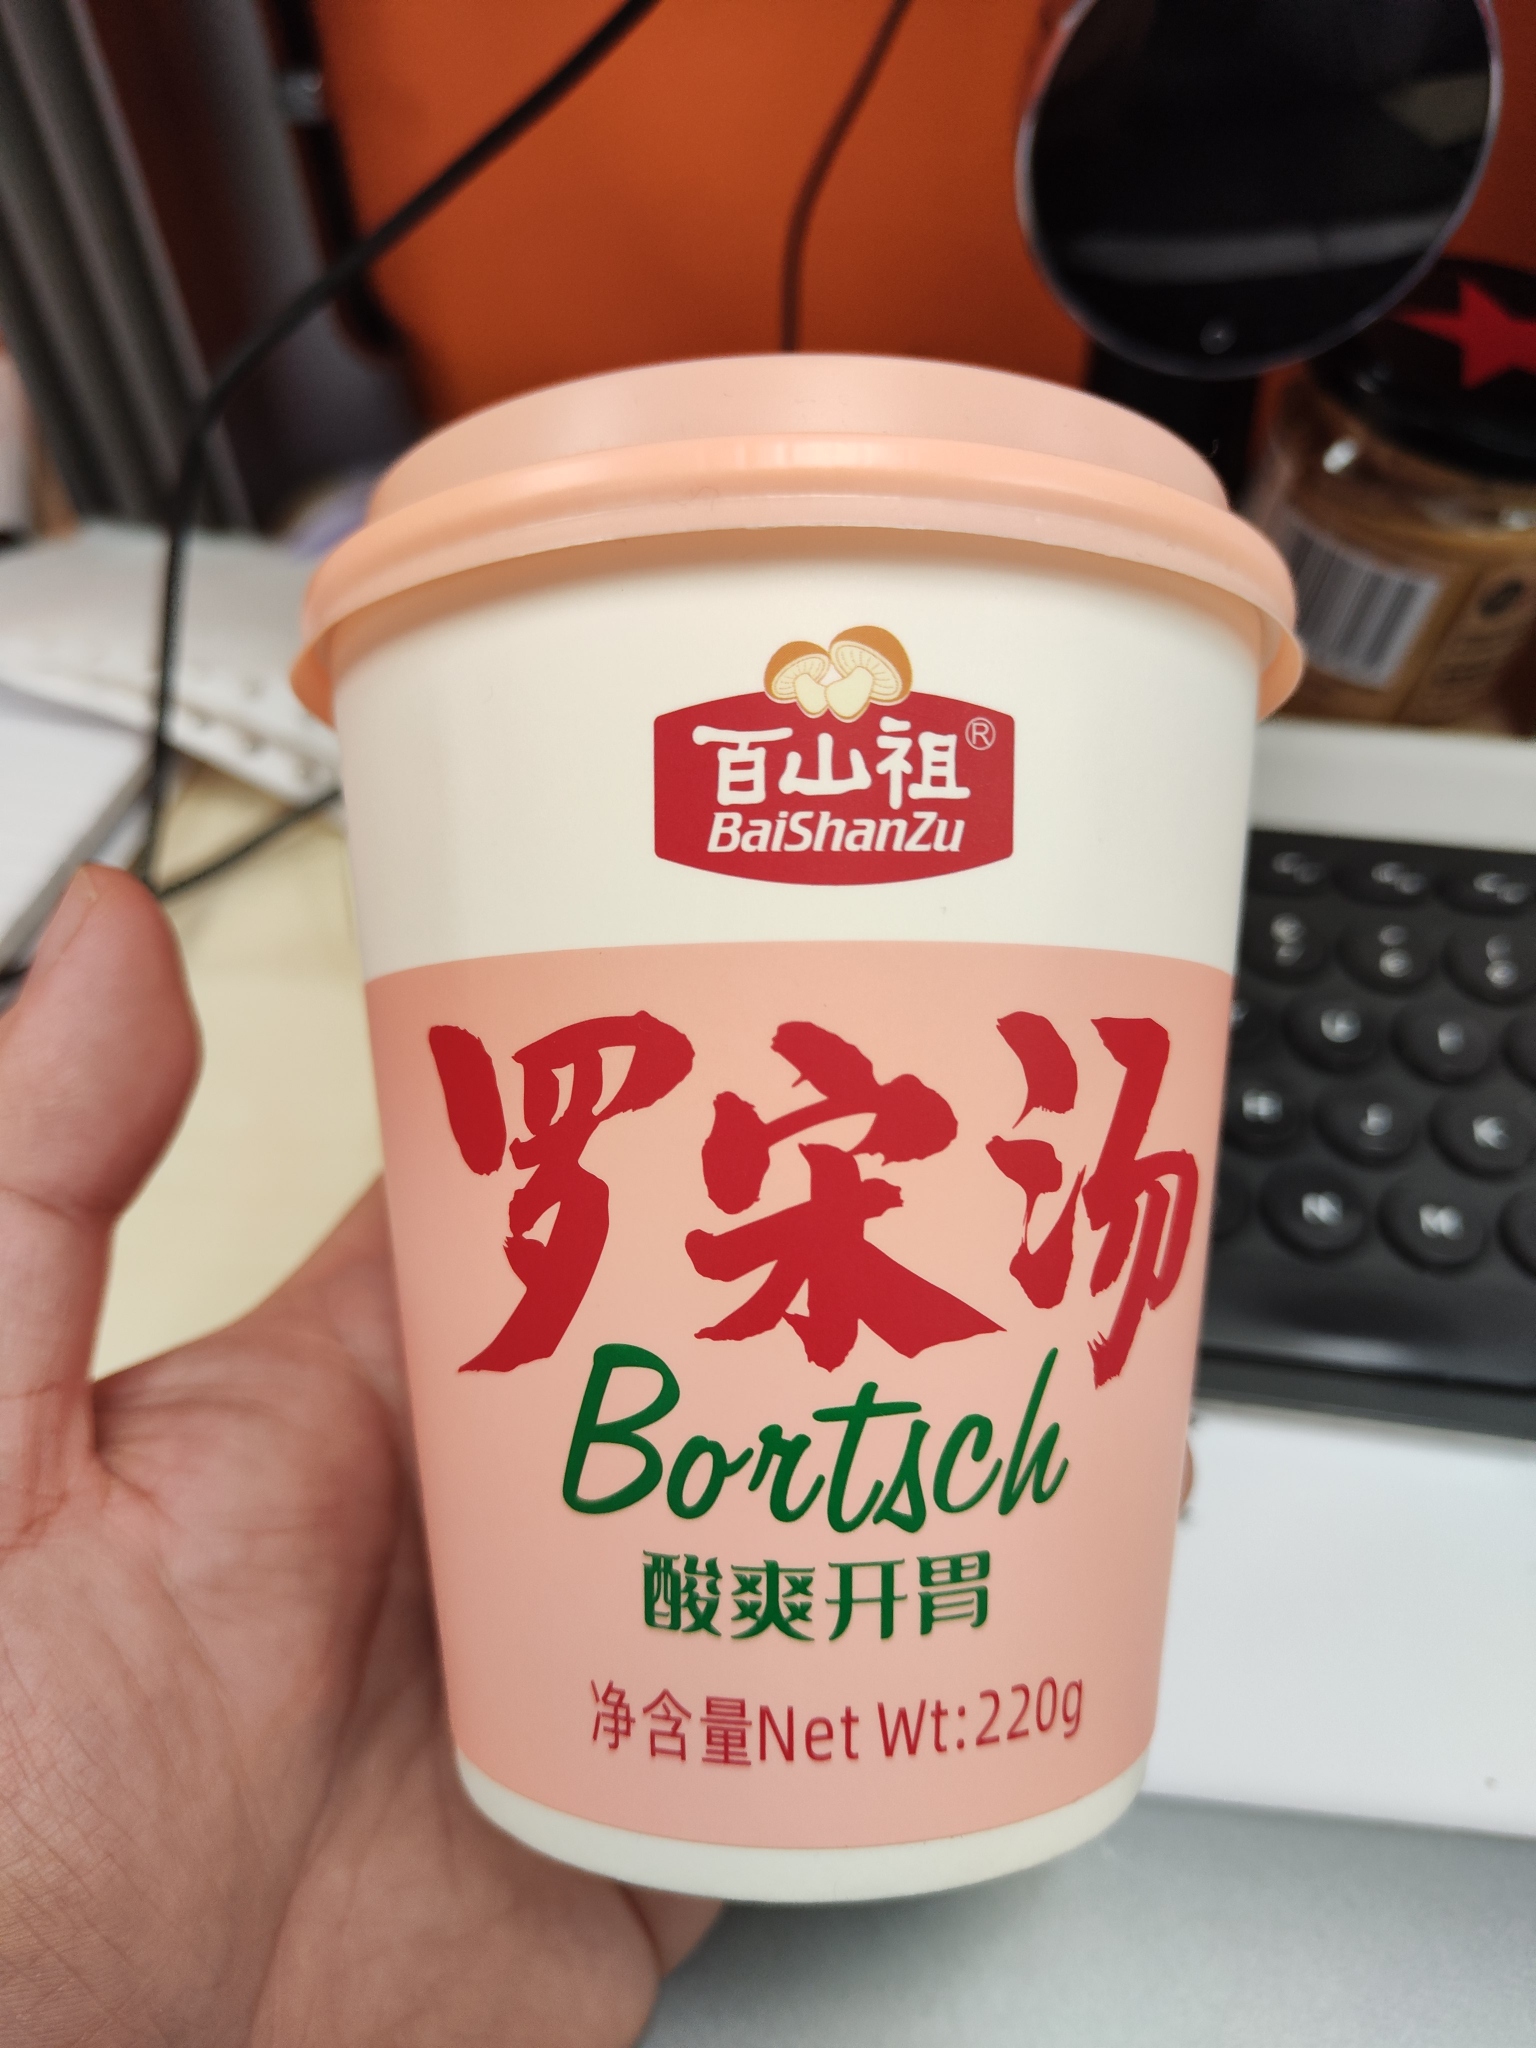 百山祖®
BaiShanZu
罗宋汤
Bortsch
酸爽开胃
净含量Net Wt:220g